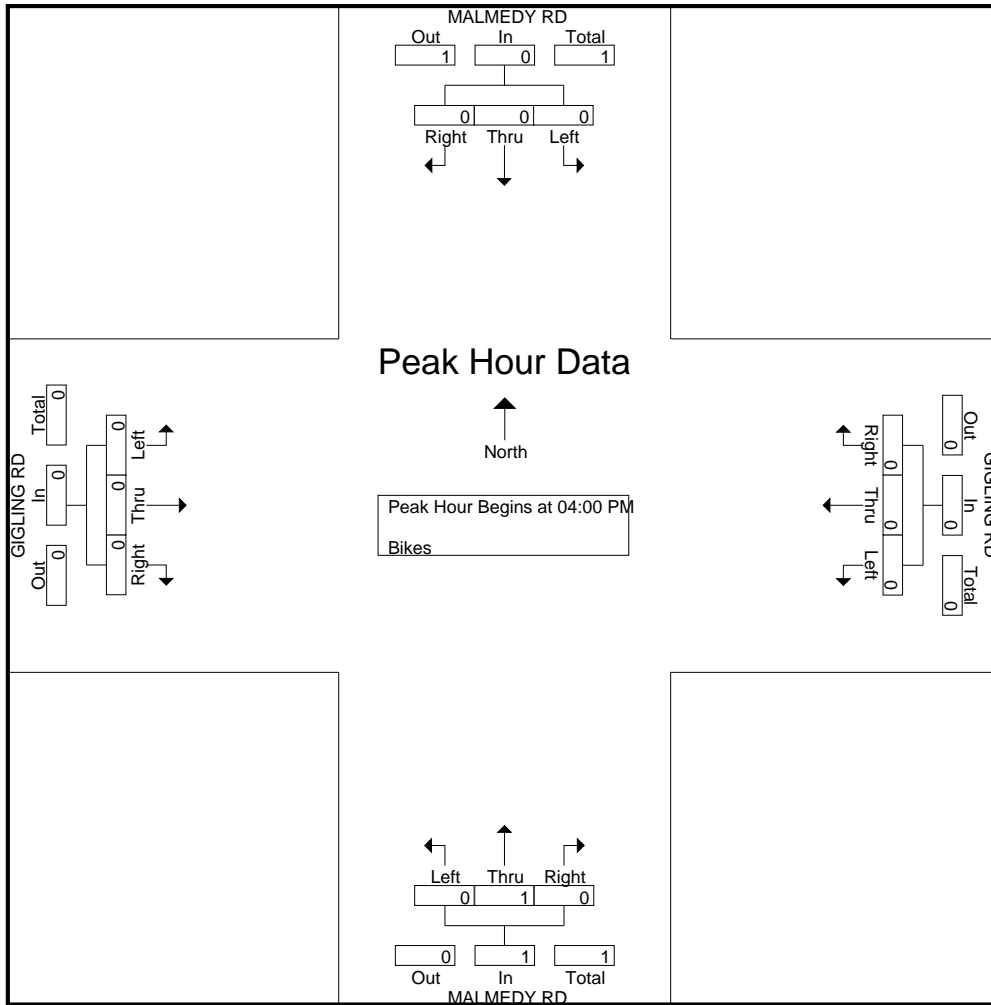 MALMEDY RD
Out In Total
1 0 1
0 0 0
Right Thru Left
Peak Hour Data
North
Peak Hour Begins at 04:00 PM
Bikes
GIGLING RD
Total In Out
0 0 0
0 0 0
Left Thru Right
GIGLING RD
Out In Total
0 0 0
0 0 0
Right Thru Left
Left Thru Right
0 1 0
0 1 1
Out In Total
MALMEDY RD